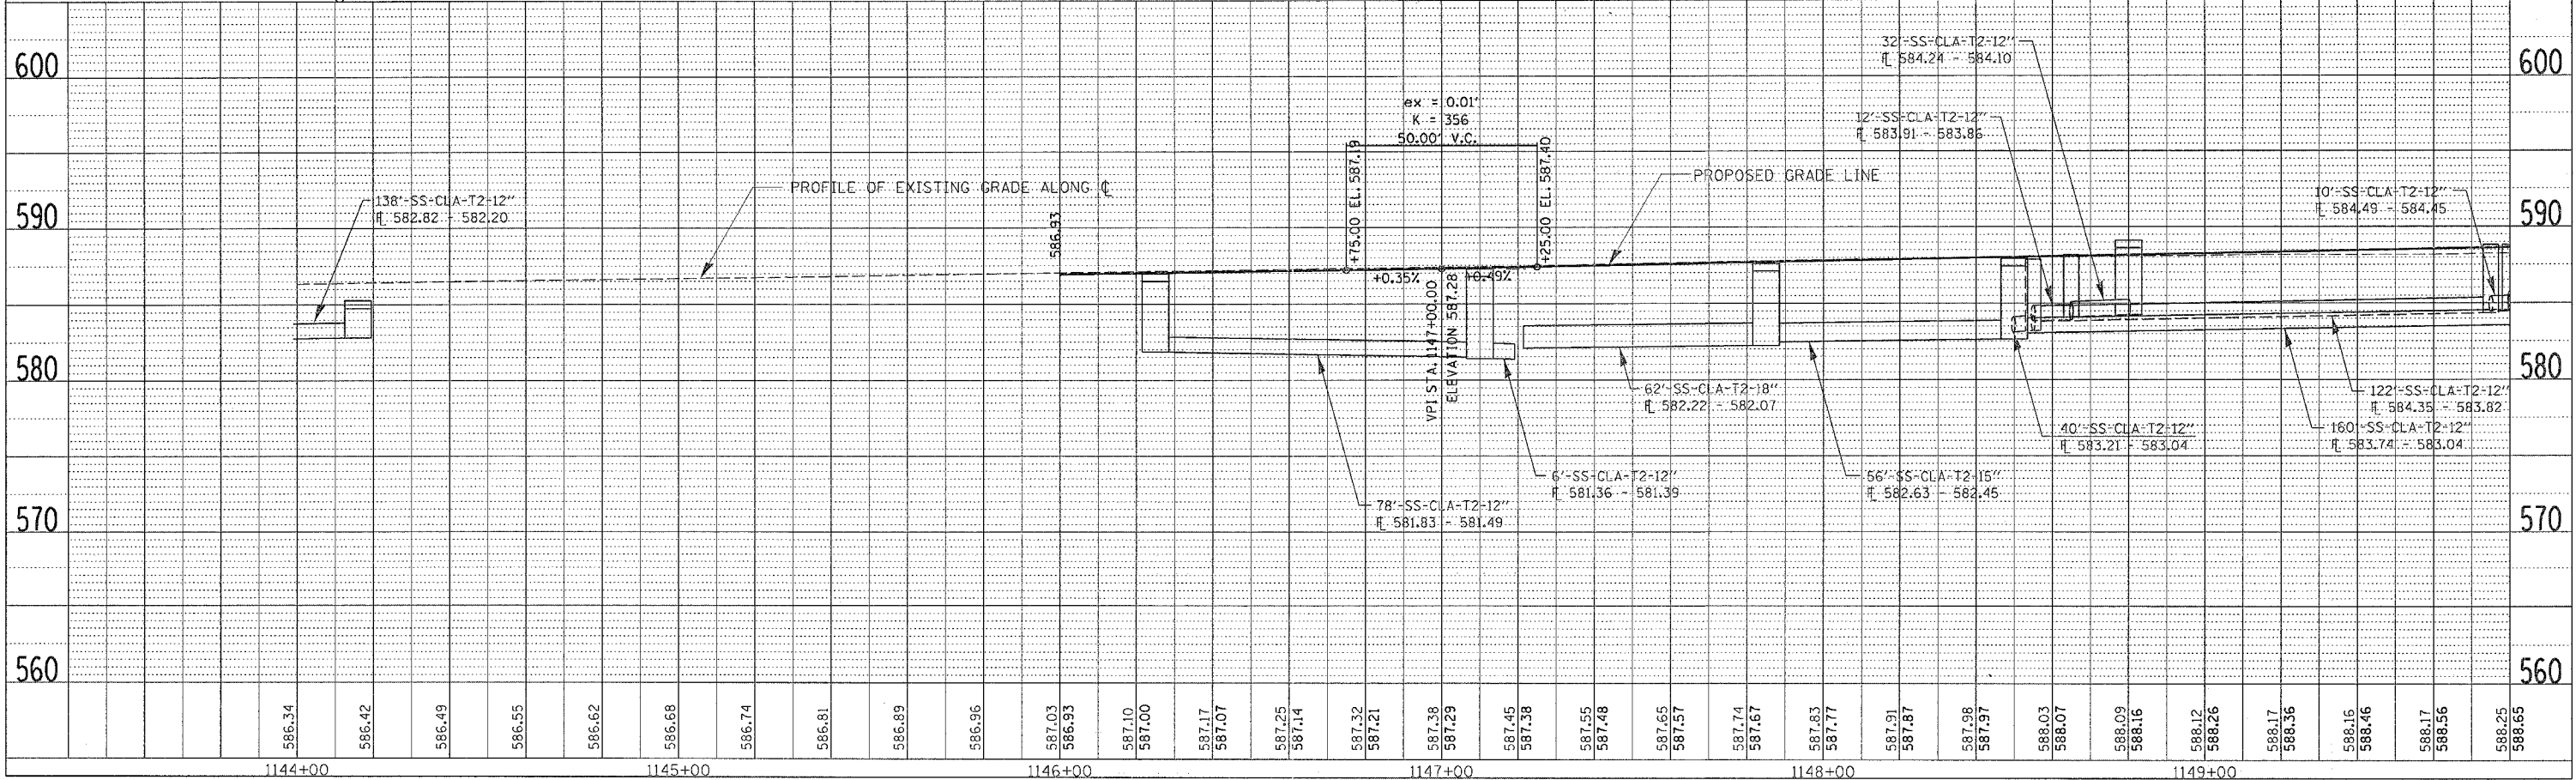 600
590
580
570
560
138'-SS-CLA-T2-12"
FL 582.82 - 582.20
PROFILE OF EXISTING GRADE ALONG CL
586.93
ex = 0.01'
K = 356
50.00' V.C.
+75.00 EL. 587.19
+25.00 EL. 587.40
+0.35%
+0.49%
VPI STA. 1147+00.00
ELEVATION 587.28
PROPOSED GRADE LINE
32'-SS-CLA-T2-12"
FL 584.24 - 584.10
12'-SS-CLA-T2-12"
FL 583.91 - 583.86
10'-SS-CLA-T2-12"
FL 584.49 - 584.45
78'-SS-CLA-T2-12"
FL 581.83 - 581.49
6'-SS-CLA-T2-12"
FL 581.36 - 581.39
62'-SS-CLA-T2-18"
FL 582.22 - 582.07
56'-SS-CLA-T2-15"
FL 582.63 - 582.45
40'-SS-CLA-T2-12"
FL 583.21 - 583.04
122'-SS-CLA-T2-12"
FL 584.35 - 583.82
160'-SS-CLA-T2-12"
FL 583.74 - 583.04
600
590
580
570
560
586.34
586.42
586.49
586.55
586.62
586.68
586.74
586.81
586.89
586.96
587.03
586.93
587.10
587.00
587.17
587.07
587.25
587.14
587.32
587.21
587.38
587.29
587.45
587.38
587.55
587.48
587.65
587.57
587.74
587.67
587.83
587.77
587.91
587.87
587.98
587.97
588.03
588.07
588.09
588.16
588.12
588.26
588.17
588.36
588.16
588.46
588.17
588.56
588.25
588.65
1144+00
1145+00
1146+00
1147+00
1148+00
1149+00